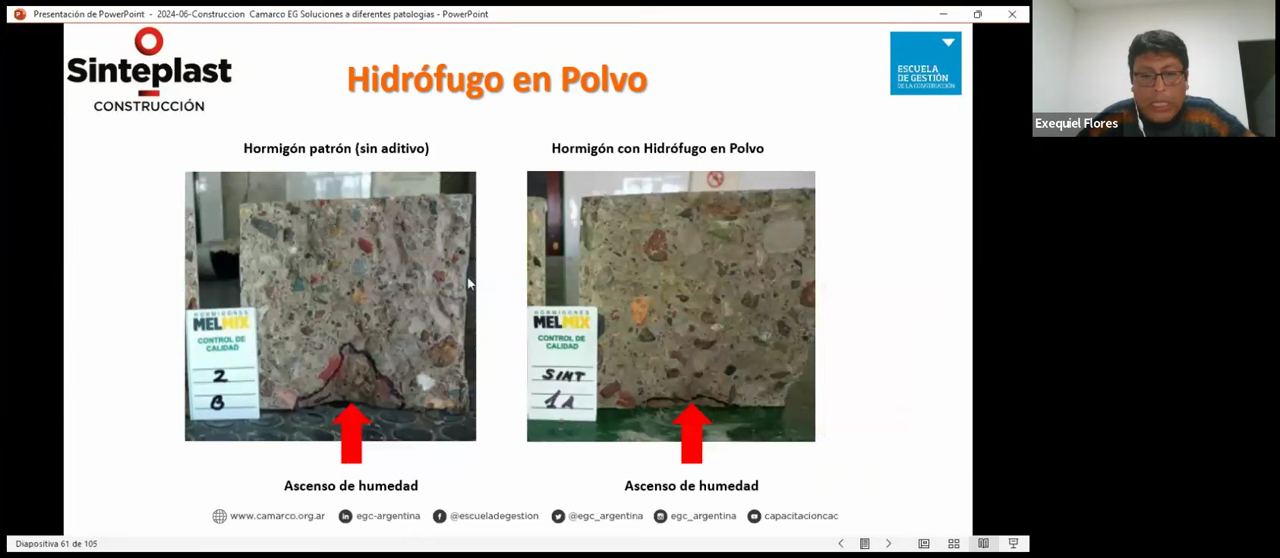 Presentación de PowerPoint - 2024-06-Construccion Camarco EG Soluciones a diferentes patologias - PowerPoint
Sinteplast
CONSTRUCCIÓN
Hidrófugo en Polvo
ESCUELA
DE GESTIÓN
DE LA CONSTRUCCIÓN
Exequiel Flores
Hormigón patrón (sin aditivo)
Hormigón con Hidrófugo en Polvo
HORMIGONES
MELMIX
CONTROL DE
CALIDAD
2
B
HORMIGONES
MELMIX
CONTROL DE
CALIDAD
SINT
1A
Ascenso de humedad
Ascenso de humedad
www.camarco.org.ar egc-argentina @escueladegestion @egc_argentina egc_argentina capacitacioncac
Diapositiva 61 de 105